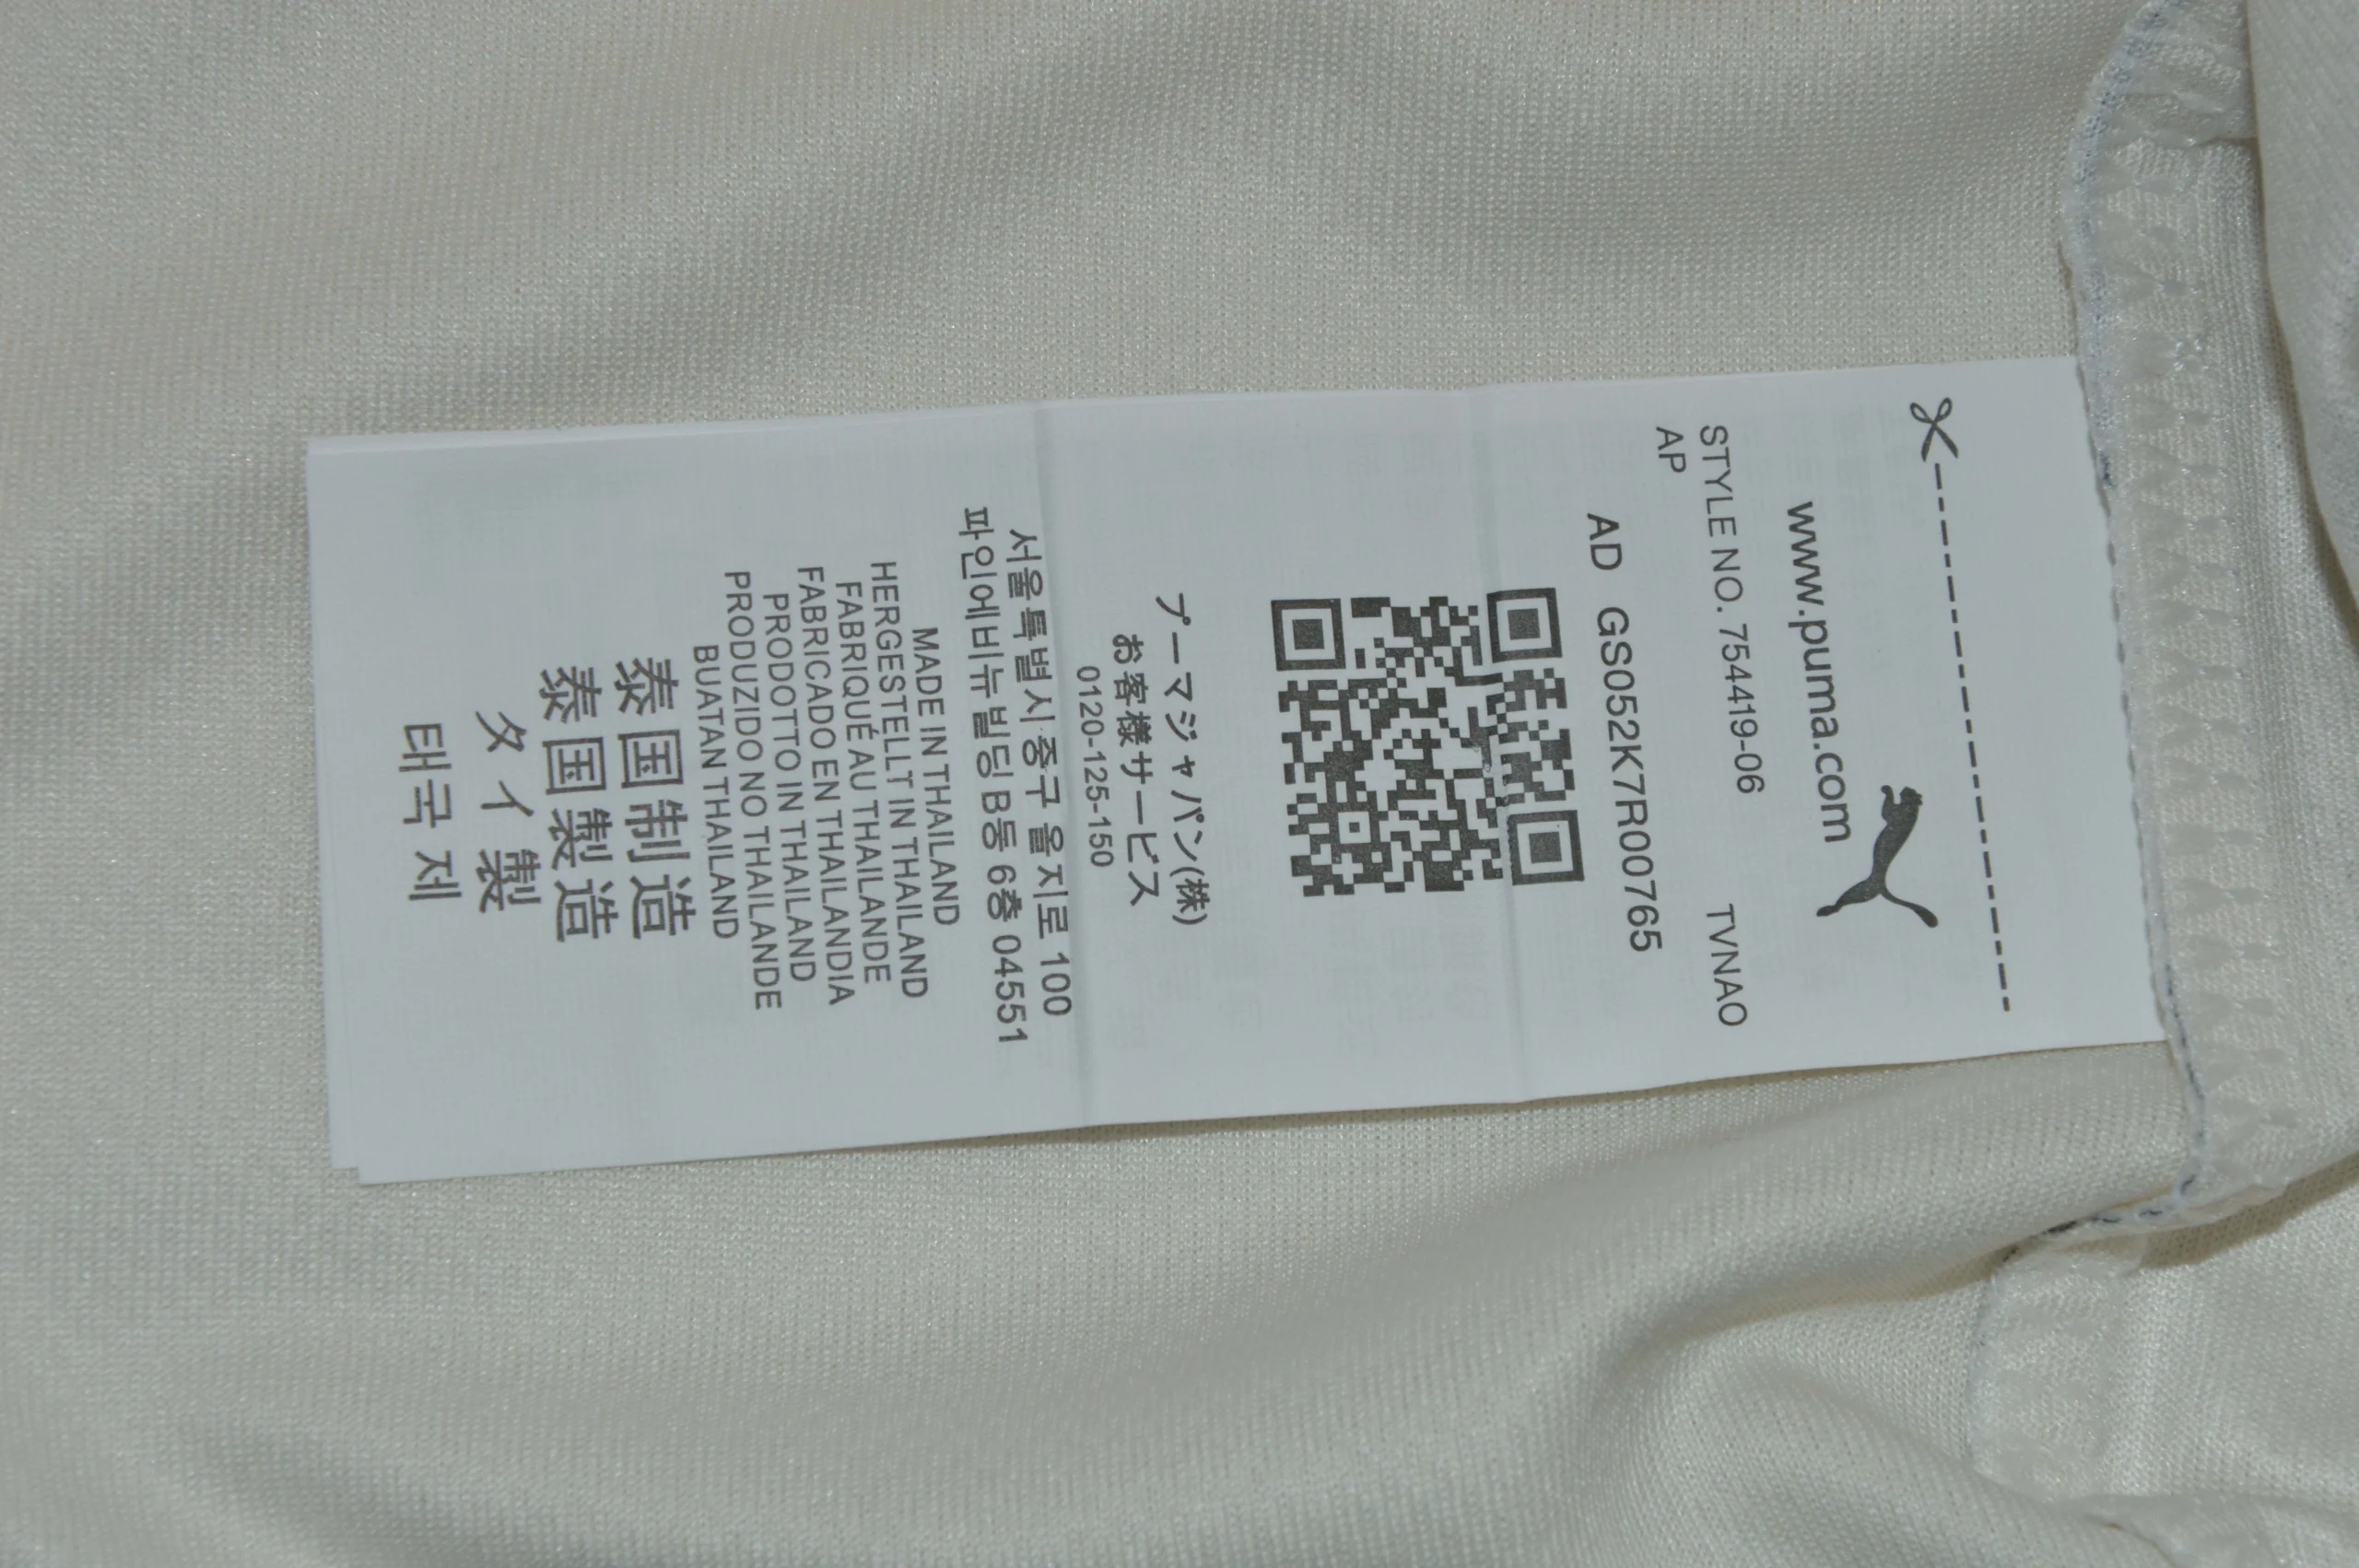 www.puma.com
STYLE NO. 754419-06 TVNAO
AP
AD GS052K7R00765
プーマジャパン(株)
お客様サービス
0120-125-150
서울특별시 중구 을지로 100
파인에비뉴 빌딩 B동 6층 04551
MADE IN THAILAND
HERGESTELLT IN THAILAND
FABRIQUÉ AU THAILANDE
FABRICADO EN THAILANDIA
PRODOTTO IN THAILAND
PRODUZIDO NO THAILANDE
BUATAN THAILAND
泰国制造
泰国製造
タイ製
태국 제